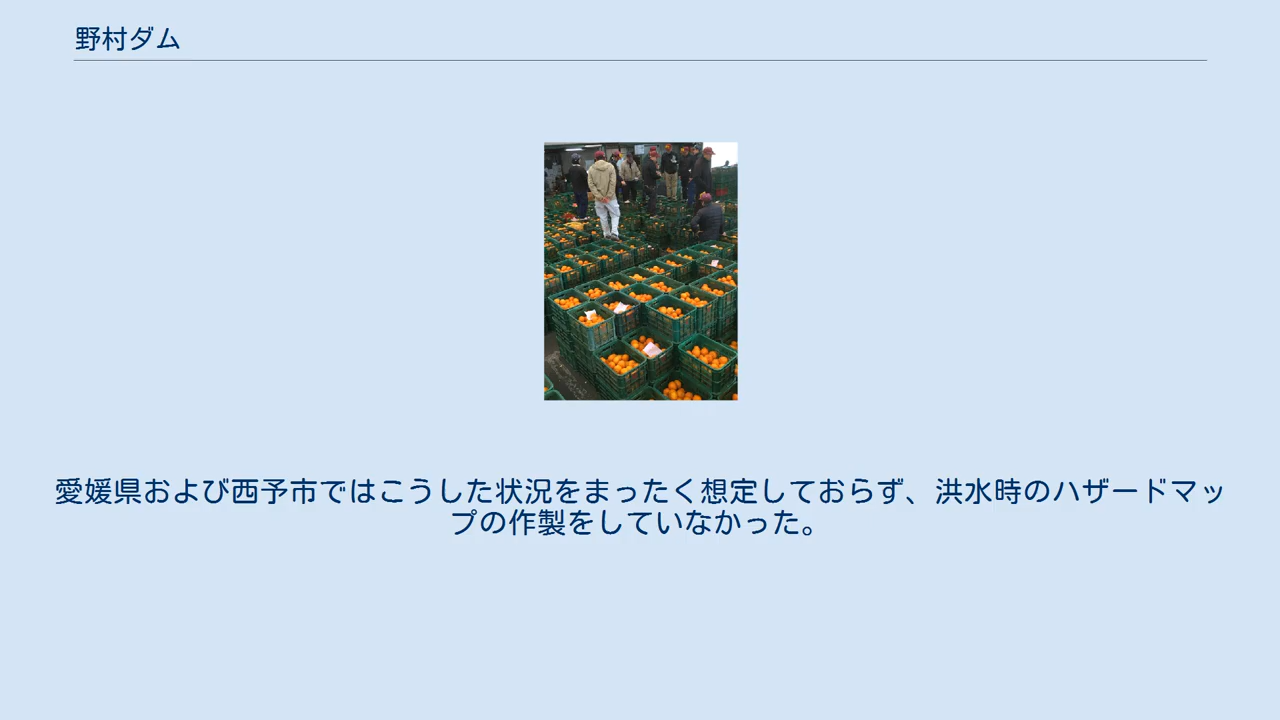 野村ダム
愛媛県および西予市ではこうした状況をまったく想定しておらず、洪水時のハザードマッ
プの作製をしていなかった。